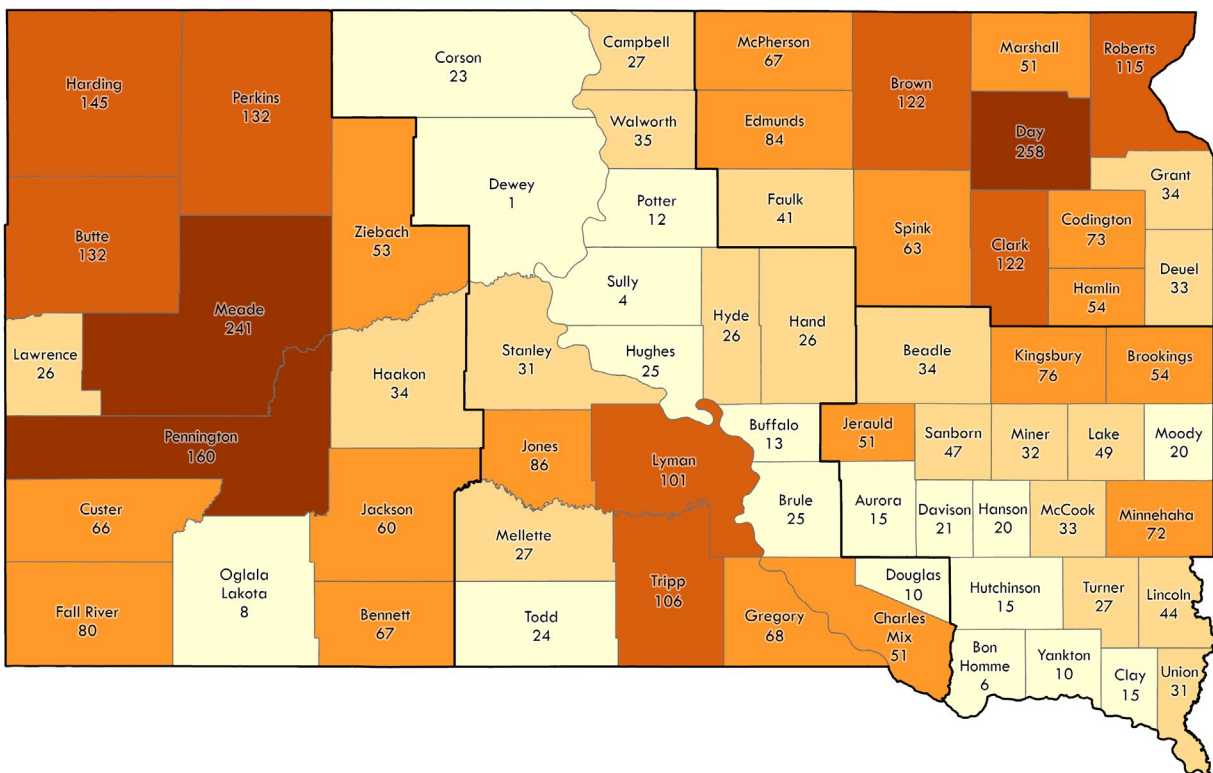 Harding
145
Perkins
132
Corson
23
Campbell
27
McPherson
67
Brown
122
Marshall
51
Roberts
115
Walworth
35
Edmunds
84
Day
258
Dewey
1
Potter
12
Faulk
41
Grant
34
Butte
132
Ziebach
53
Spink
63
Clark
122
Codington
73
Deuel
33
Hamlin
54
Meade
241
Sully
4
Hyde
26
Hand
26
Lawrence
26
Haakon
34
Stanley
31
Hughes
25
Beadle
34
Kingsbury
76
Brookings
54
Pennington
160
Jones
86
Lyman
101
Buffalo
13
Jerauld
51
Sanborn
47
Miner
32
Lake
49
Moody
20
Custer
66
Jackson
60
Mellette
27
Brule
25
Aurora
15
Davison
21
Hanson
20
McCook
33
Minnehaha
72
Fall River
80
Oglala
Lakota
8
Bennett
67
Todd
24
Tripp
106
Gregory
68
Charles
Mix
51
Douglas
10
Hutchinson
15
Turner
27
Lincoln
44
Bon
Homme
6
Yankton
10
Clay
15
Union
31